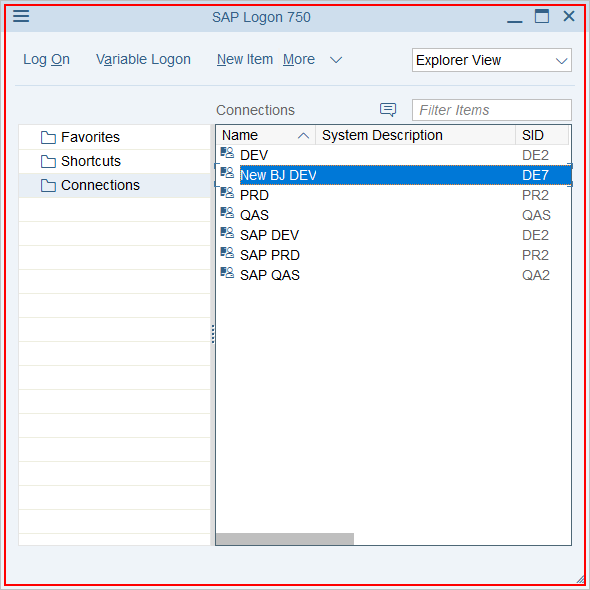 SAP Logon 750
Log On Variable Logon New Item More Explorer View
Connections Filter Items
Favorites
Shortcuts
Connections
Name System Description SID
DEV DE2
New BJ DEV DE7
PRD PR2
QAS QAS
SAP DEV DE2
SAP PRD PR2
SAP QAS QA2